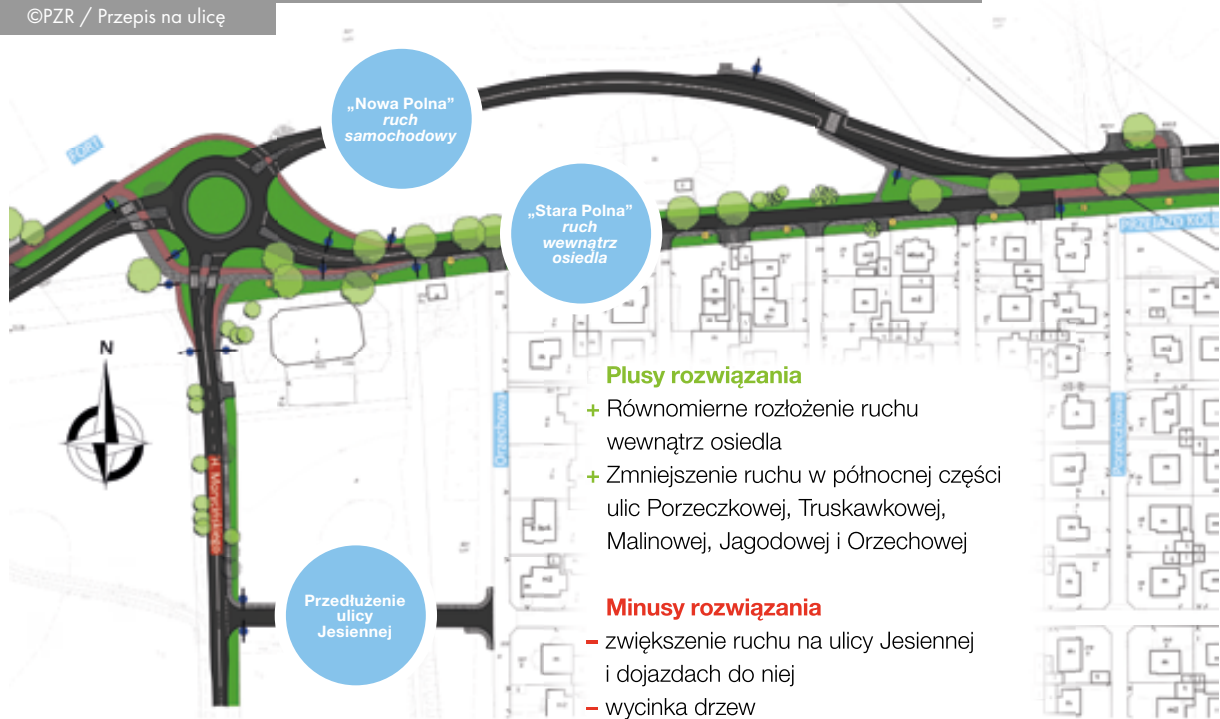 ©PZR / Przepis na ulicę
„Nowa Polna”
ruch
samochodowy
FORT
„Stara Polna”
ruch
wewnątrz
osiedla
PRZEJAZD
N
Orzechowa
Porzeczkowa
Plusy rozwiązania
+ Równomierne rozłożenie ruchu
wewnątrz osiedla
+ Zmniejszenie ruchu w północnej części
ulic Porzeczkowej, Truskawkowej,
Malinowej, Jagodowej i Orzechowej
Przedłużenie
ulicy
Jesiennej
Minusy rozwiązania
– zwiększenie ruchu na ulicy Jesiennej
i dojazdach do niej
– wycinka drzew